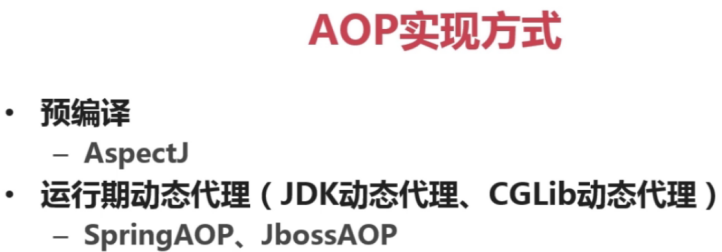 AOP实现方式
• 预编译
– AspectJ
• 运行期动态代理（JDK动态代理、CGLib动态代理）
– SpringAOP、JbossAOP